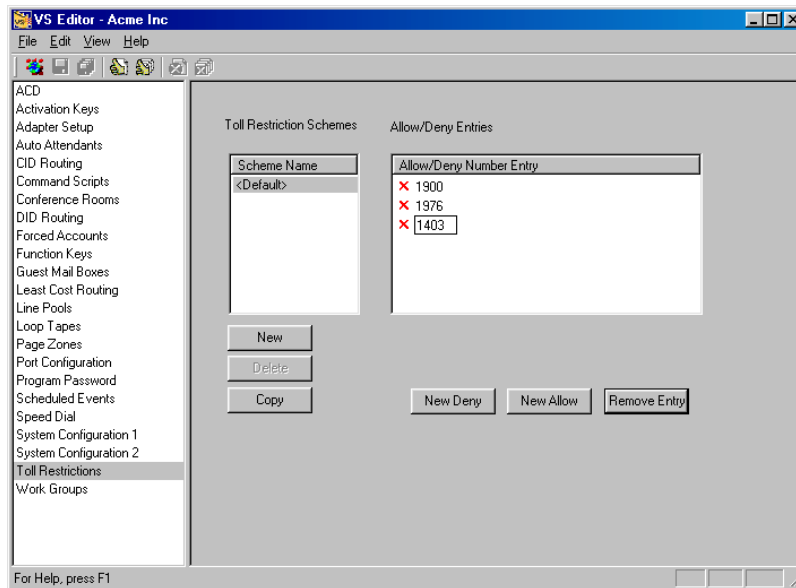 VS Editor - Acme Inc
File Edit View Help
ACD
Activation Keys
Adapter Setup
Auto Attendants
CID Routing
Command Scripts
Conference Rooms
DID Routing
Forced Accounts
Function Keys
Guest Mail Boxes
Least Cost Routing
Line Pools
Loop Tapes
Page Zones
Port Configuration
Program Password
Scheduled Events
Speed Dial
System Configuration 1
System Configuration 2
Toll Restrictions
Work Groups
Toll Restriction Schemes
Scheme Name
<Default>
New
Delete
Copy
Allow/Deny Entries
Allow/Deny Number Entry
1900
1976
1403
New Deny New Allow Remove Entry
For Help, press F1